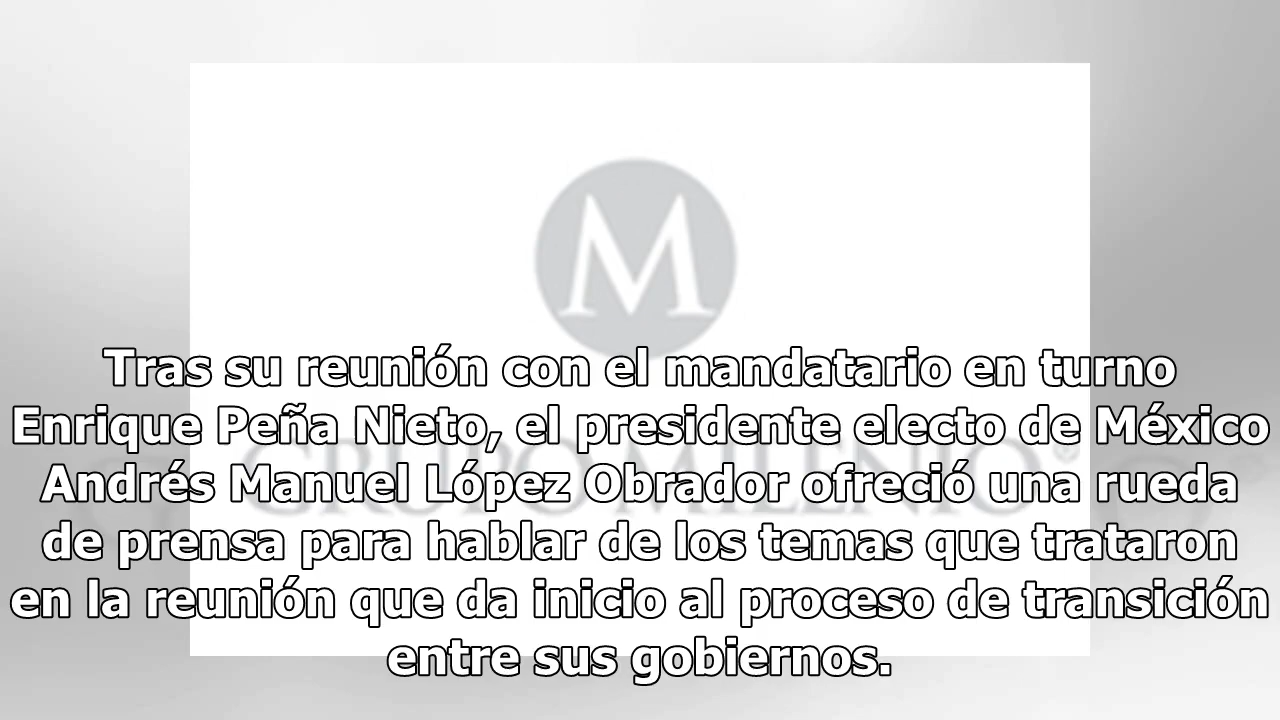 M
Tras su reunión con el mandatario en turno
Enrique Peña Nieto, el presidente electo de México
Andrés Manuel López Obrador ofreció una rueda
de prensa para hablar de los temas que trataron
en la reunión que da inicio al proceso de transición
entre sus gobiernos.
GRUPO MILENIO®